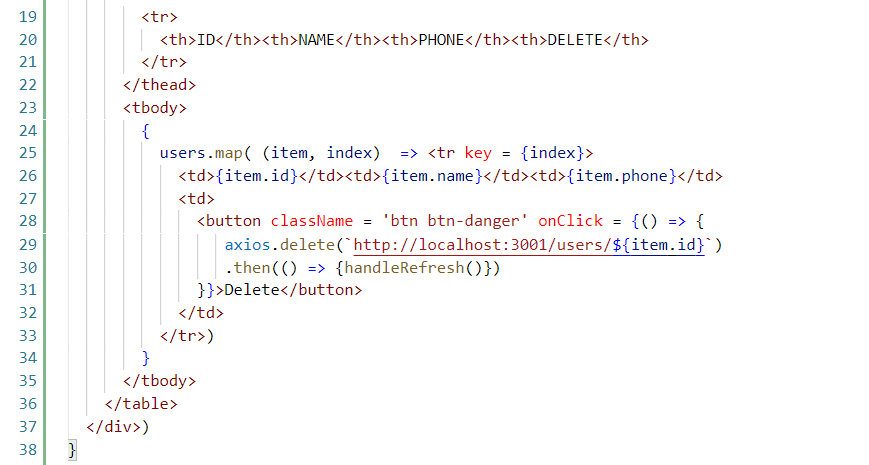 19 <tr>
20 <th>ID</th><th>NAME</th><th>PHONE</th><th>DELETE</th>
21 </tr>
22 </thead>
23 <tbody>
24 {
25 users.map( (item, index)  => <tr key = {index}>
26 <td>{item.id}</td><td>{item.name}</td><td>{item.phone}</td>
27 <td>
28 <button className = 'btn btn-danger' onClick = {() => {
29 axios.delete(`http://localhost:3001/users/${item.id}`)
30 .then(() => {handleRefresh()})
31 }}>Delete</button>
32 </td>
33 </tr>)
34 }
35 </tbody>
36 </table>
37 </div>)
38 }